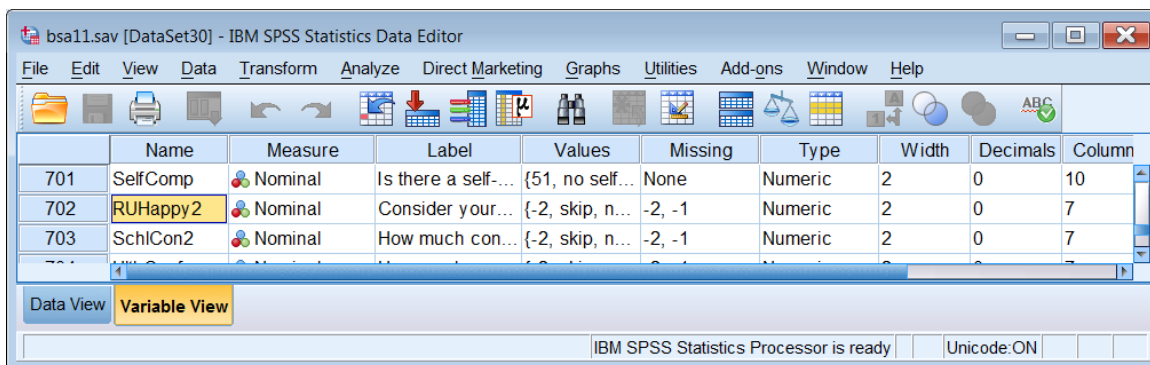 bsa11.sav [DataSet30] - IBM SPSS Statistics Data Editor
File Edit View Data Transform Analyze Direct Marketing Graphs Utilities Add-ons Window Help
Name Measure Label Values Missing Type Width Decimals Column
701 SelfComp Nominal Is there a self-... {51, no self... None Numeric 2 0 10
702 RUHappy2 Nominal Consider your... {-2, skip, n... -2, -1 Numeric 2 0 7
703 SchlCon2 Nominal How much con... {-2, skip, n... -2, -1 Numeric 2 0 7
Data View Variable View
IBM SPSS Statistics Processor is ready Unicode:ON